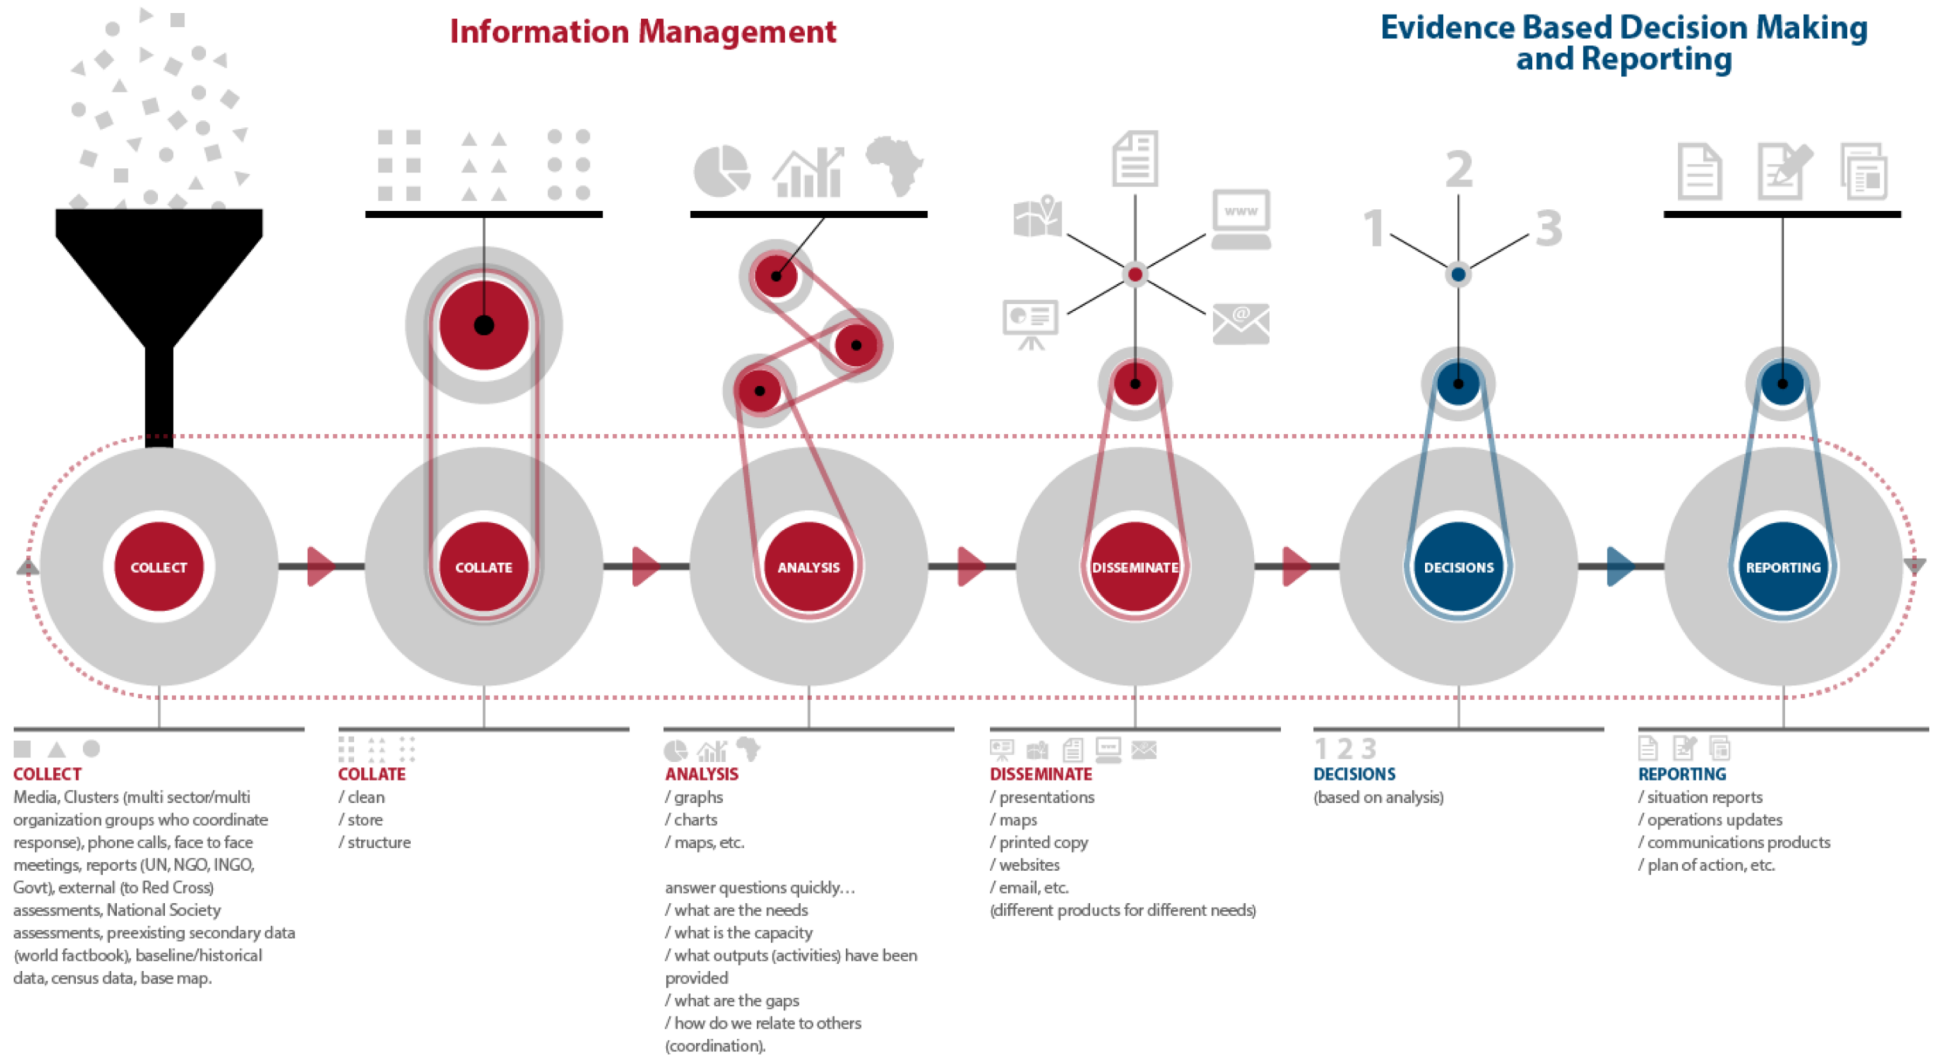 Information Management
Evidence Based Decision Making
and Reporting
2
1
3
www
@
COLLECT
COLLATE
ANALYSIS
DISSEMINATE
DECISIONS
REPORTING
COLLECT
Media, Clusters (multi sector/multi
organization groups who coordinate
response), phone calls, face to face
meetings, reports (UN, NGO, INGO,
Govt), external (to Red Cross)
assessments, National Society
assessments, preexisting secondary data
(world factbook), baseline/historical
data, census data, base map.
COLLATE
/ clean
/ store
/ structure
ANALYSIS
/ graphs
/ charts
/ maps, etc.
answer questions quickly…
/ what are the needs
/ what is the capacity
/ what outputs (activities) have been
provided
/ what are the gaps
/ how do we relate to others
(coordination).
www
DISSEMINATE
/ presentations
/ maps
/ printed copy
/ websites
/ email, etc.
(different products for different needs)
1 2 3
DECISIONS
(based on analysis)
REPORTING
/ situation reports
/ operations updates
/ communications products
/ plan of action, etc.